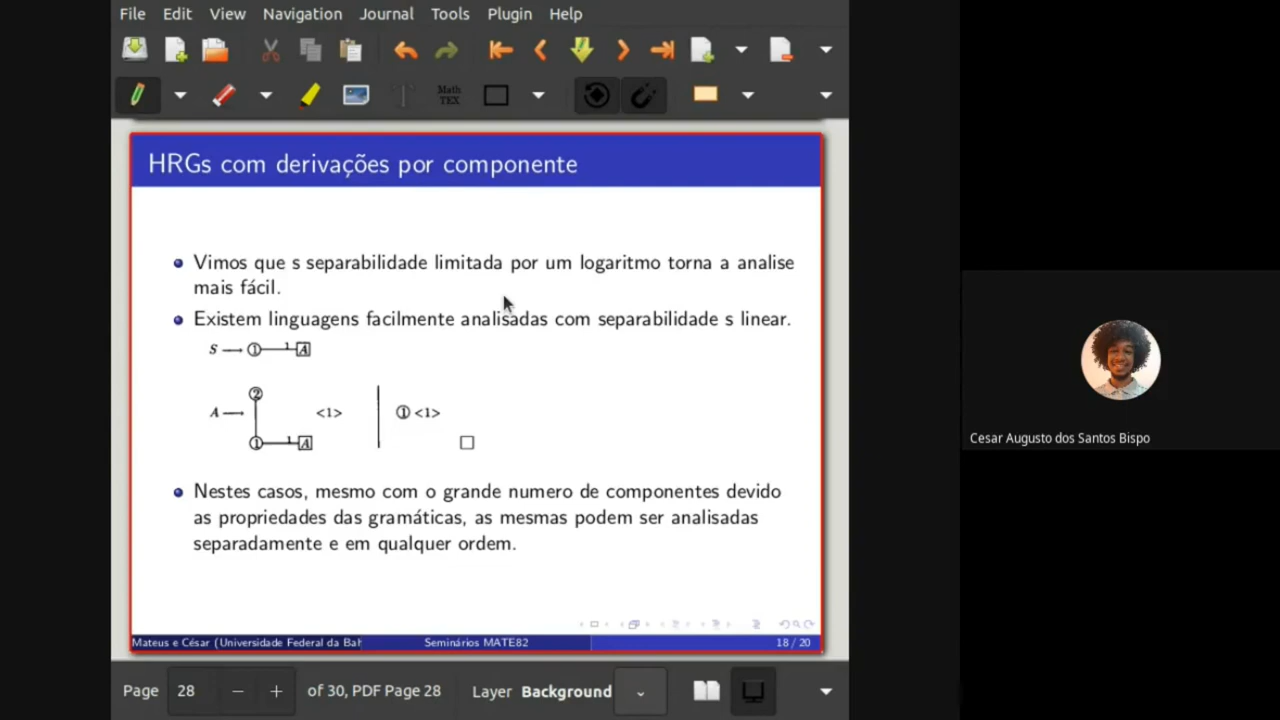 File Edit View Navigation Journal Tools Plugin Help
Math
TEX
HRGs com derivações por componente
Vimos que s separabilidade limitada por um logaritmo torna a analise
mais fácil.
Existem linguagens facilmente analisadas com separabilidade s linear.
S → 1 1 A
2
A → <1> 1 <1>
1 1 A
Nestes casos, mesmo com o grande numero de componentes devido
as propriedades das gramáticas, as mesmas podem ser analisadas
separadamente e em qualquer ordem.
Mateus e César (Universidade Federal da Bah Seminários MATE82 18 / 20
Page 28 of 30, PDF Page 28 Layer Background
Cesar Augusto dos Santos Bispo